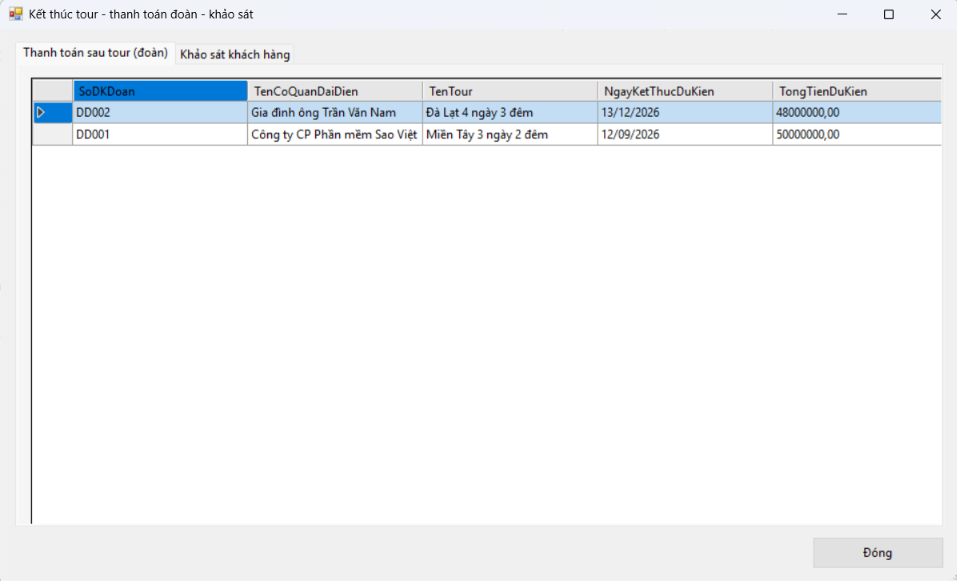 Kết thúc tour - thanh toán đoàn - khảo sát
Thanh toán sau tour (đoàn) Khảo sát khách hàng
SoDKDoan TenCoQuanDaiDien TenTour NgayKetThucDuKien TongTienDuKien
DD002 Gia đình ông Trần Văn Nam Đà Lạt 4 ngày 3 đêm 13/12/2026 48000000,00
DD001 Công ty CP Phần mềm Sao Việt Miền Tây 3 ngày 2 đêm 12/09/2026 50000000,00
Đóng